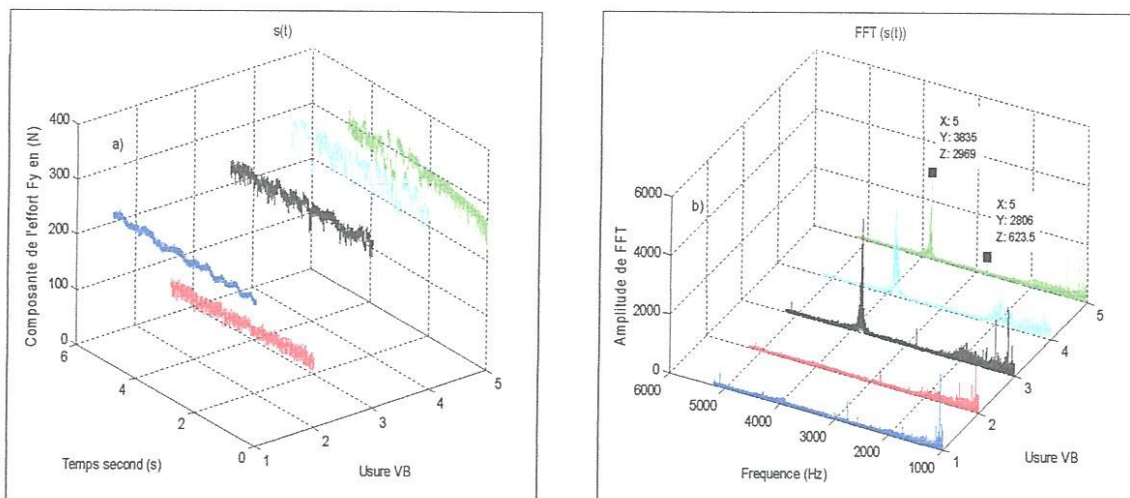 s(t)
Composante de l'effort Fy en (N)
a)
400
300
200
100
0
6
4
2
0
1
2
3
4
5
Temps second (s)
Usure VB
FFT (s(t))
Amplitude de FFT
b)
X: 5
Y: 3835
Z: 2969
X: 5
Y: 2806
Z: 623.5
6000
4000
2000
0
6000
5000
4000
3000
2000
1000
1
2
3
4
5
Frequence (Hz)
Usure VB